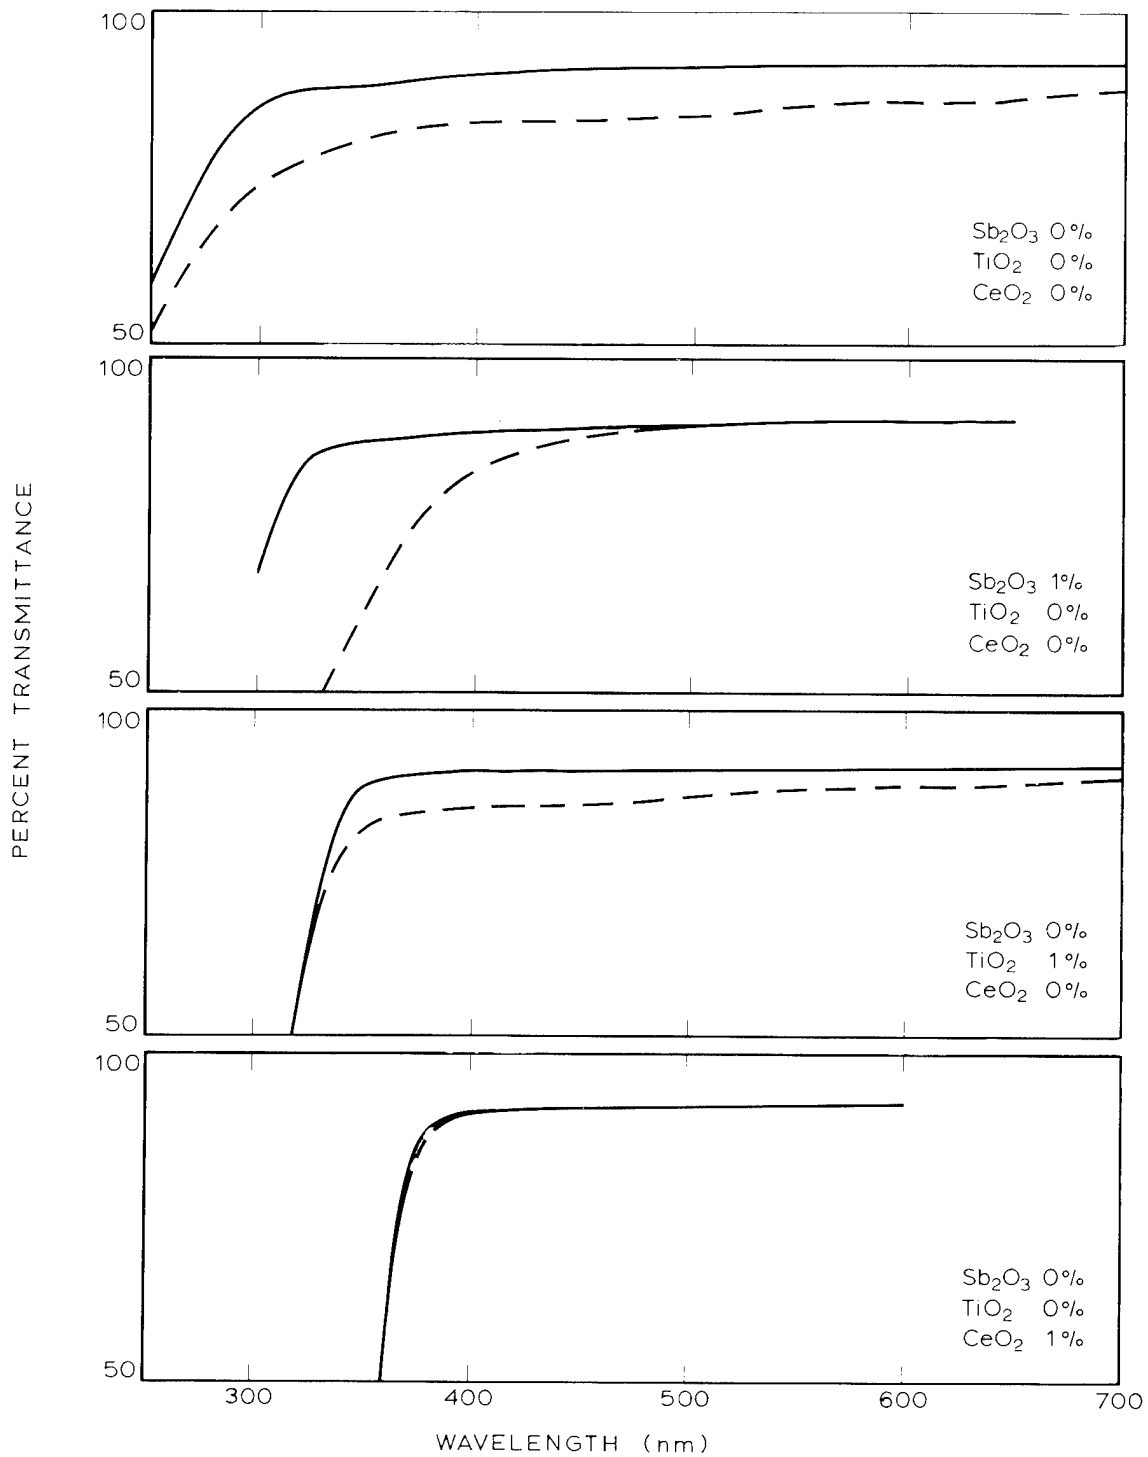 PERCENT TRANSMITTANCE
100
50
Sb₂O₃ 0%
TiO₂ 0%
CeO₂ 0%
100
50
Sb₂O₃ 1%
TiO₂ 0%
CeO₂ 0%
100
50
Sb₂O₃ 0%
TiO₂ 1%
CeO₂ 0%
100
50
Sb₂O₃ 0%
TiO₂ 0%
CeO₂ 1%
300 400 500 600 700
WAVELENGTH (nm)